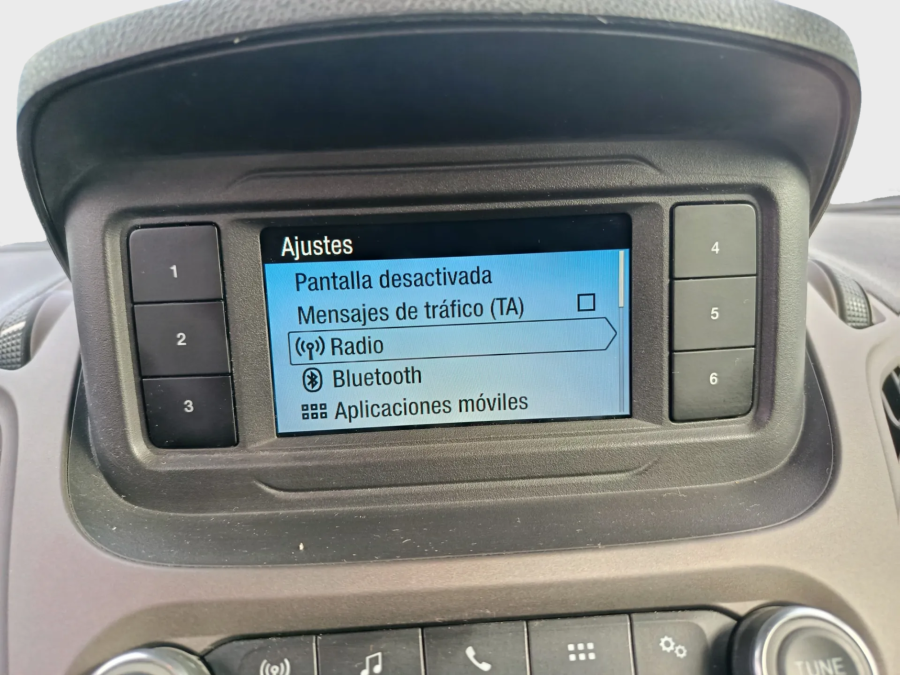 Ajustes
Pantalla desactivada
Mensajes de tráfico (TA)
Radio
Bluetooth
Aplicaciones móviles
1
2
3
4
5
6
TUNE